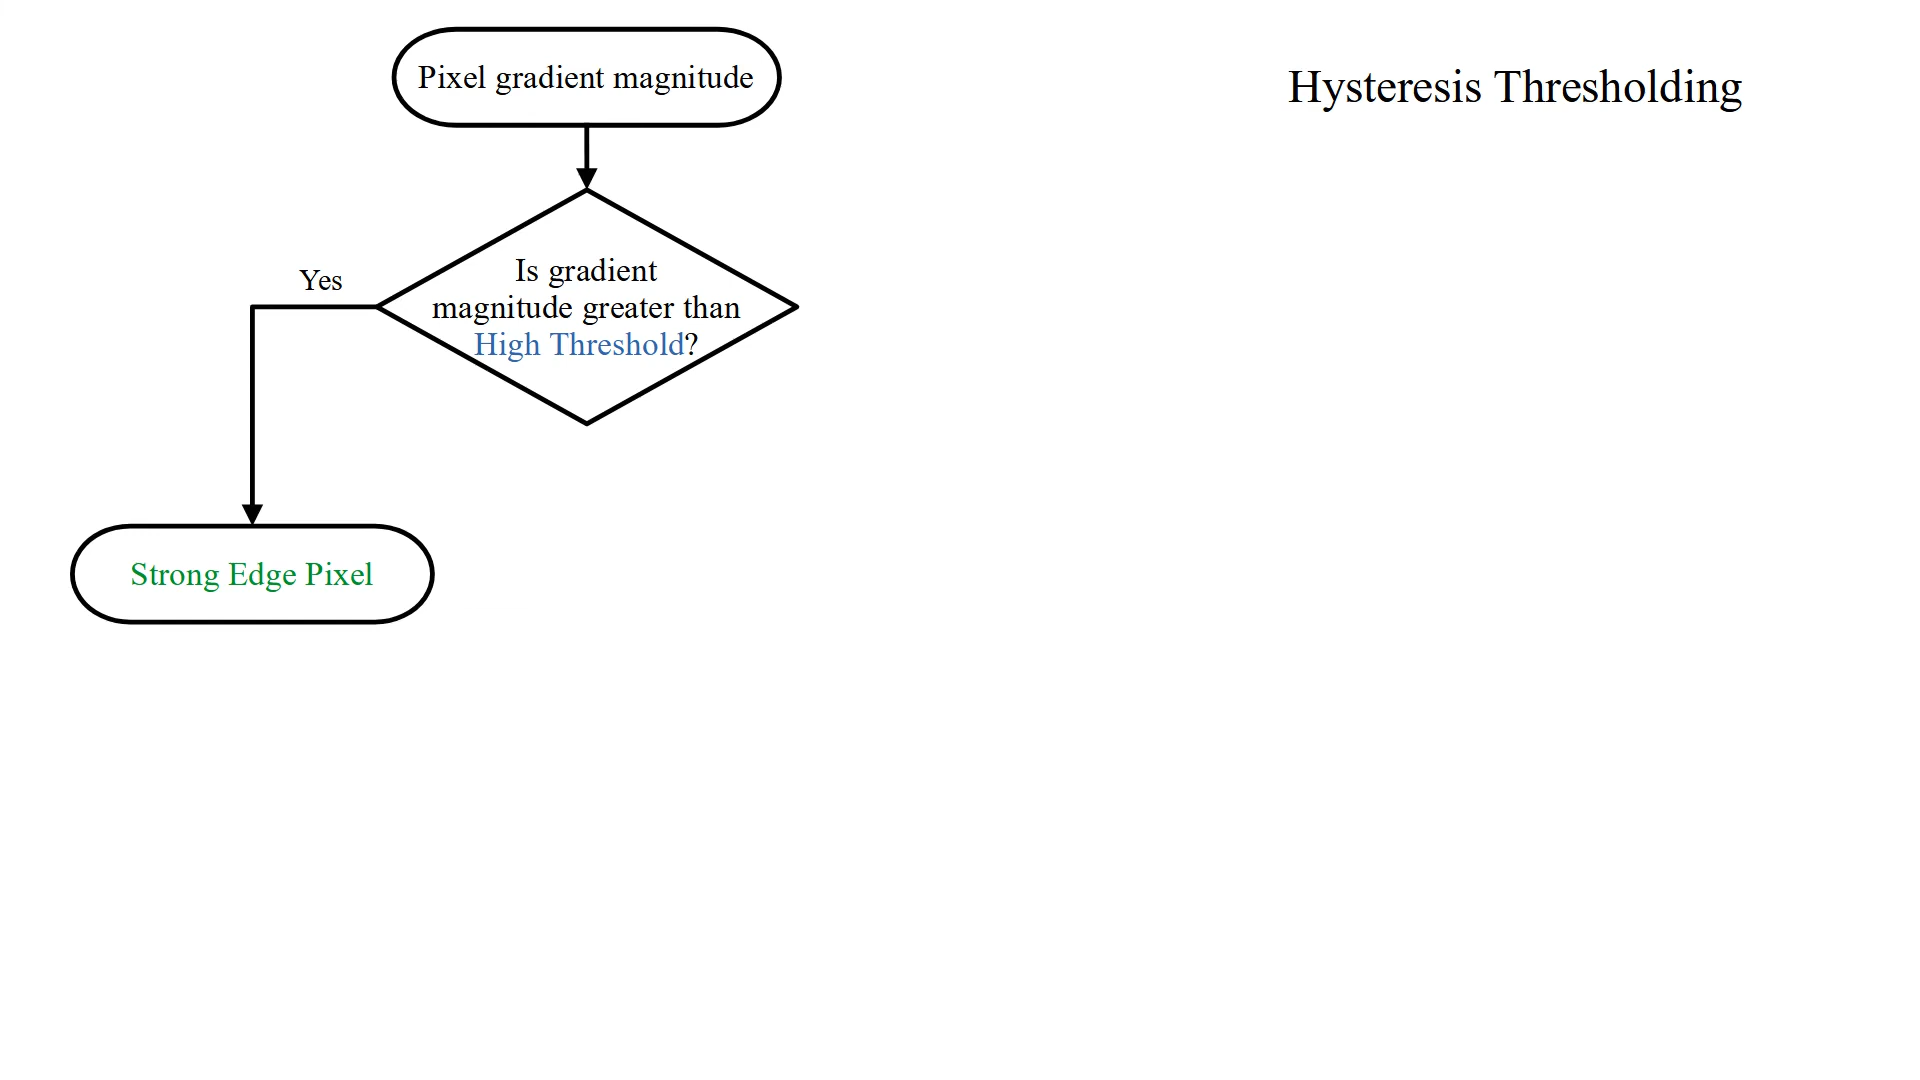 Hysteresis Thresholding
Pixel gradient magnitude
Is gradient
magnitude greater than
High Threshold?
Yes
Strong Edge Pixel